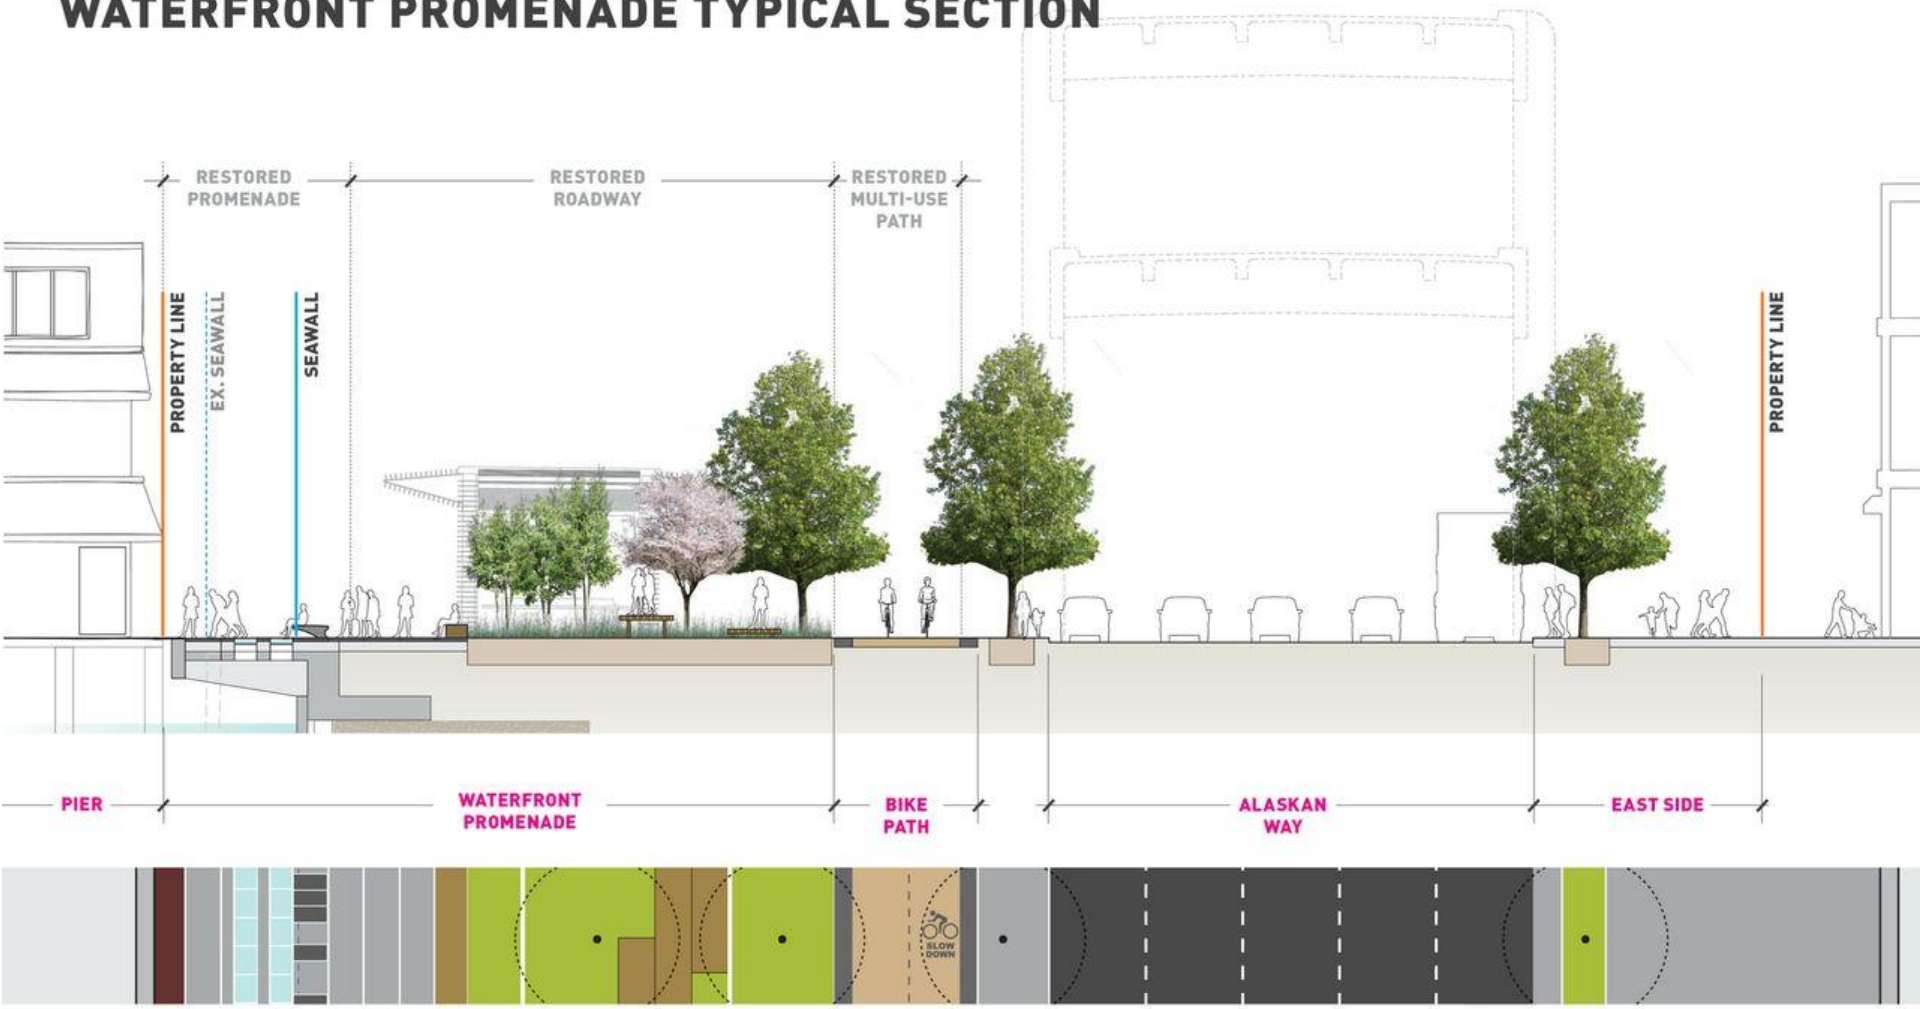 WATERFRONT PROMENADE TYPICAL SECTION
RESTORED
PROMENADE
RESTORED
ROADWAY
RESTORED
MULTI-USE
PATH
PROPERTY LINE
EX. SEAWALL
SEAWALL
PROPERTY LINE
PIER
WATERFRONT
PROMENADE
BIKE
PATH
ALASKAN
WAY
EAST SIDE
SLOW
DOWN